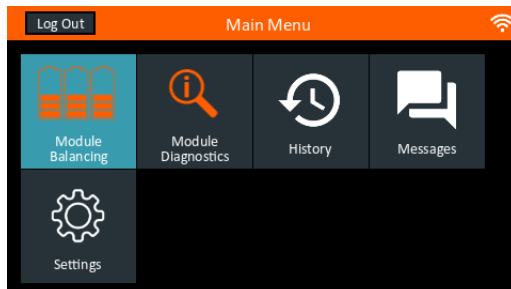 Log Out
Main Menu
Module
Balancing
Module
Diagnostics
History
Messages
Settings